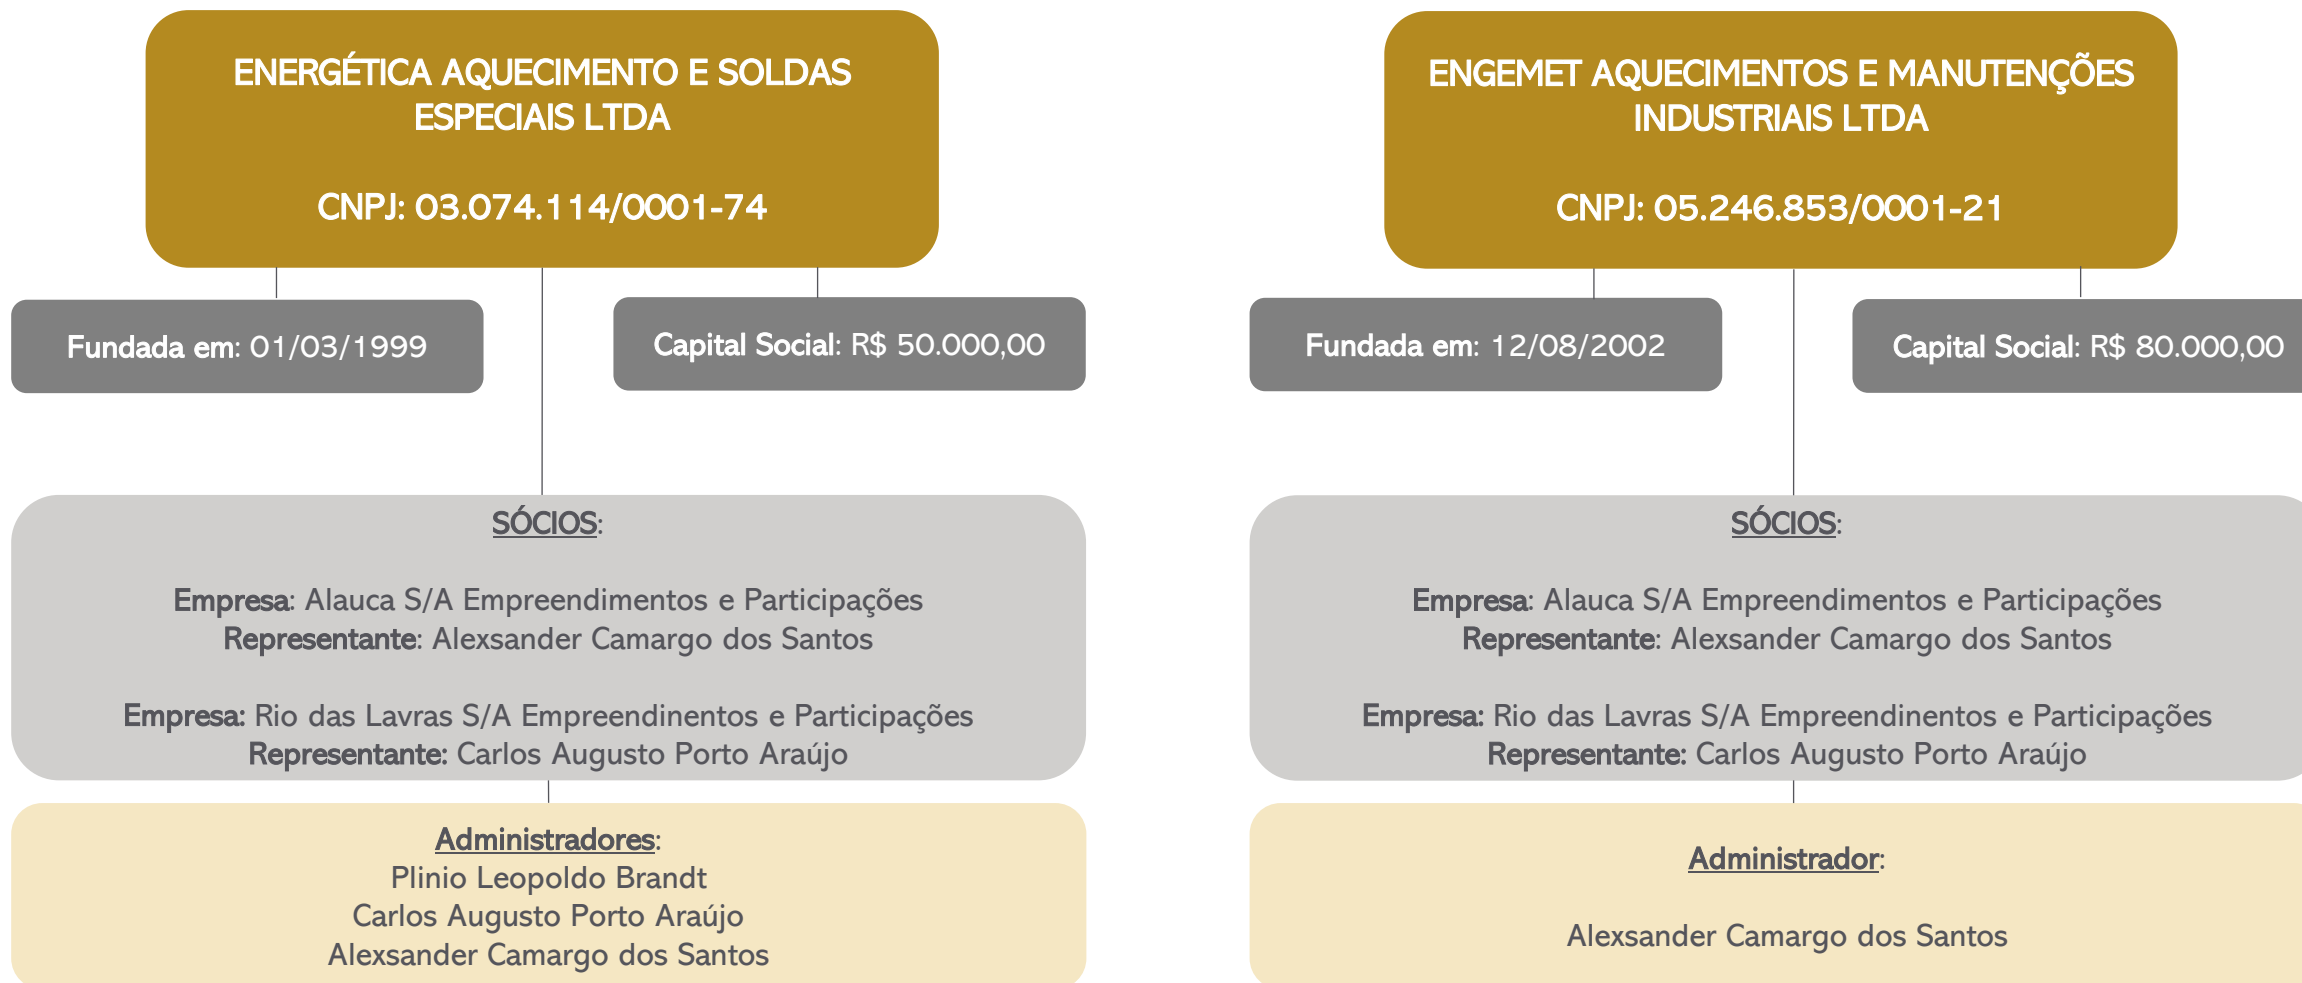 ENERGÉTICA AQUECIMENTO E SOLDAS
ESPECIAIS LTDA
CNPJ: 03.074.114/0001-74
Fundada em: 01/03/1999
Capital Social: R$ 50.000,00
SÓCIOS:
Empresa: Alauca S/A Empreendimentos e Participações
Representante: Alexsander Camargo dos Santos
Empresa: Rio das Lavras S/A Empreendinentos e Participações
Representante: Carlos Augusto Porto Araújo
Administradores:
Plinio Leopoldo Brandt
Carlos Augusto Porto Araújo
Alexsander Camargo dos Santos
ENGEMET AQUECIMENTOS E MANUTENÇÕES
INDUSTRIAIS LTDA
CNPJ: 05.246.853/0001-21
Fundada em: 12/08/2002
Capital Social: R$ 80.000,00
SÓCIOS:
Empresa: Alauca S/A Empreendimentos e Participações
Representante: Alexsander Camargo dos Santos
Empresa: Rio das Lavras S/A Empreendinentos e Participações
Representante: Carlos Augusto Porto Araújo
Administrador:
Alexsander Camargo dos Santos